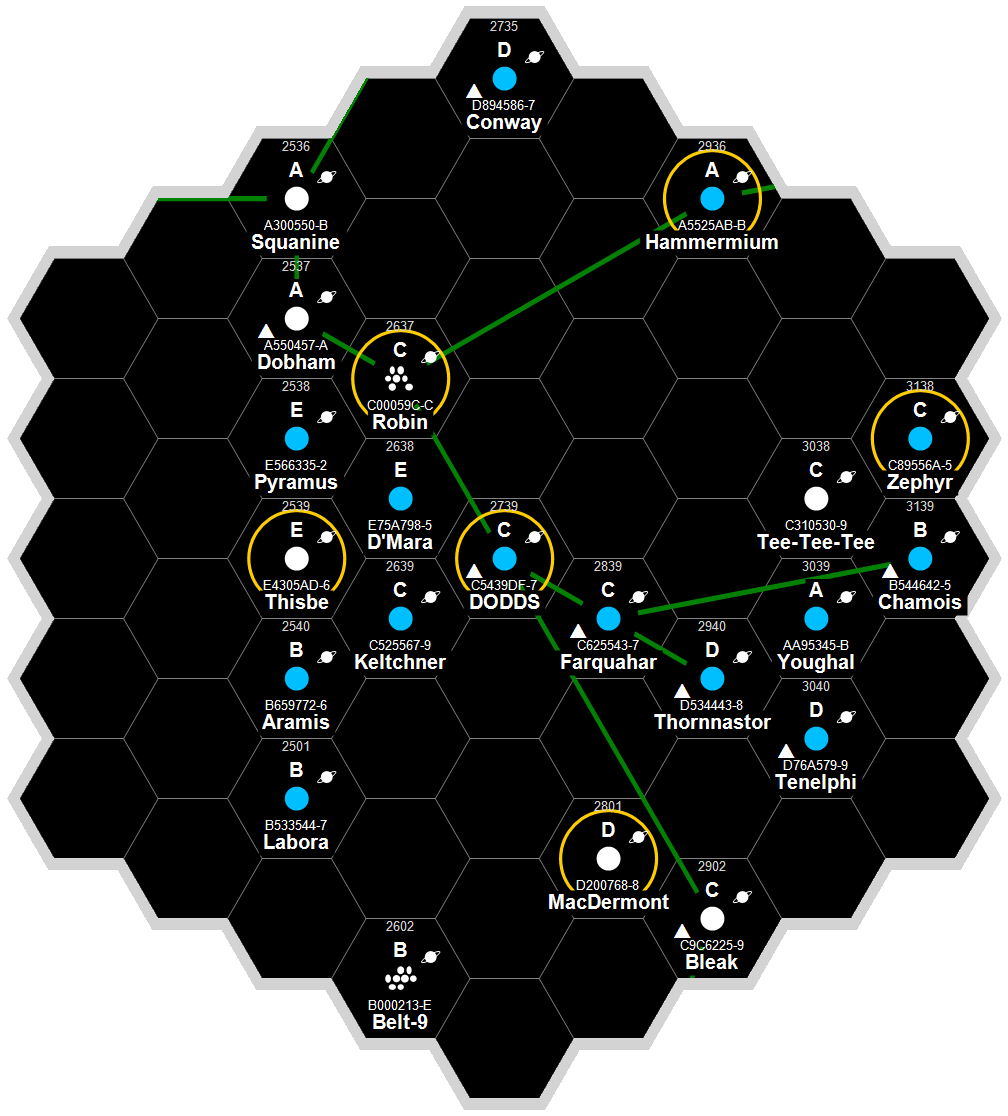 2735
D
D894586-7
Conway
2536
A
A300550-B
Squanine
2936
A
A5525AB-B
Hammermium
2537
A
A550457-A
Dobham
2637
C
C00059C-C
Robin
2538
E
E566335-2
Pyramus
3138
C
C89556A-5
Zephyr
2638
E
E75A798-5
D'Mara
3038
C
C310530-9
Tee-Tee-Tee
2539
E
E4305AD-6
Thisbe
2739
C
C5439DF-7
DODDS
3139
B
B544642-5
Chamois
2639
C
C525567-9
Keltchner
2839
C
C625543-7
Farquahar
3039
A
AA95345-B
Youghal
2540
B
B659772-6
Aramis
2940
D
D534443-8
Thornnastor
3040
D
D76A579-9
Tenelphi
2501
B
B533544-7
Labora
2801
D
D200768-8
MacDermont
2902
C
C9C6225-9
Bleak
2602
B
B000213-E
Belt-9